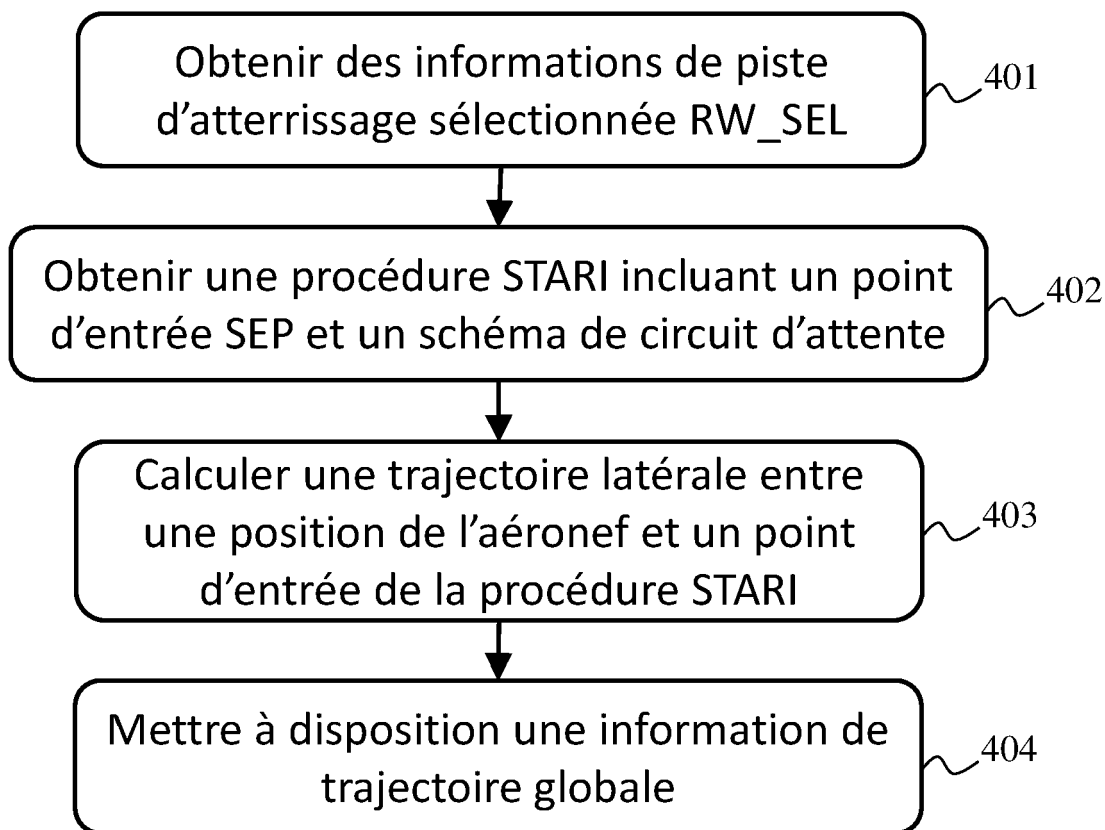 Obtenir des informations de piste
d'atterrissage sélectionnée RW_SEL
401
Obtenir une procédure STARI incluant un point
d'entrée SEP et un schéma de circuit d'attente
402
Calculer une trajectoire latérale entre
une position de l'aéronef et un point
d'entrée de la procédure STARI
403
Mettre à disposition une information de
trajectoire globale
404